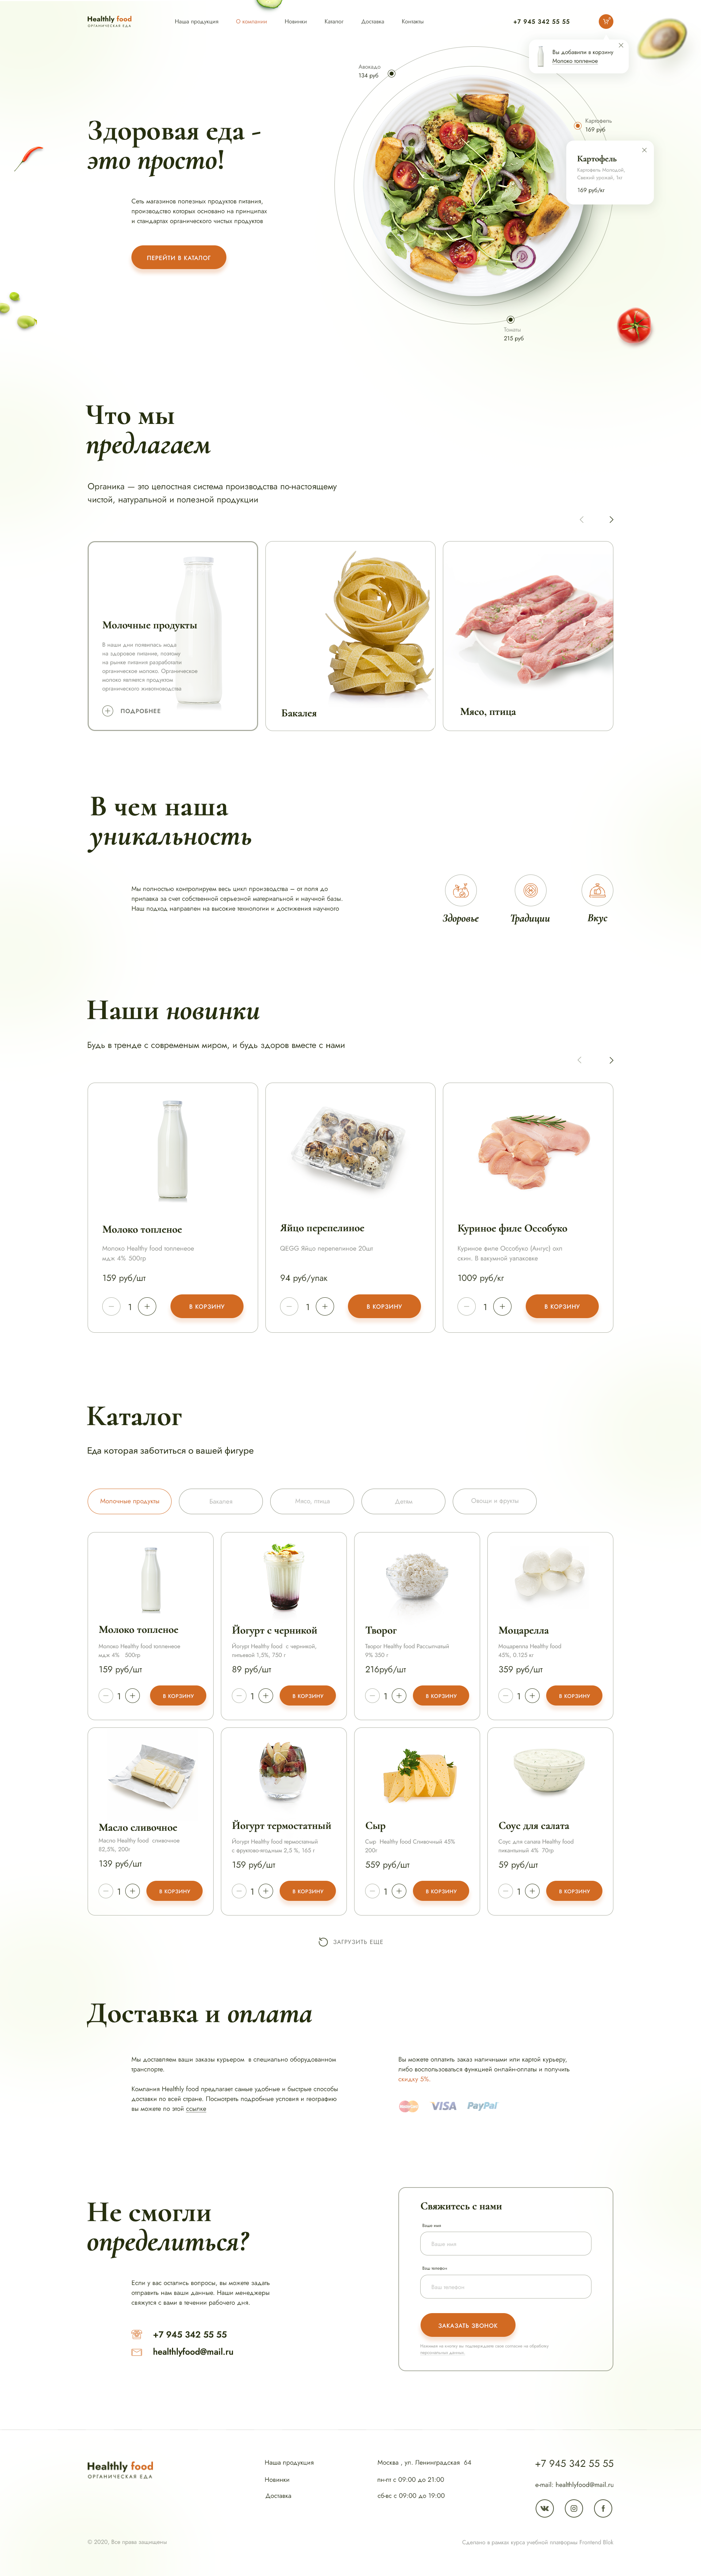 Healthly food
ОРГАНИЧЕСКАЯ ЕДА
Наша продукция
О компании
Новинки
Каталог
Доставка
Контакты
+7 945 342 55 55
Вы добавили в корзину
Молоко топленое
Авокадо
134 руб
Картофель
169 руб
Картофель
Картофель Молодой,
Свежий урожай, 1кг
169 руб/кг
Томаты
215 руб
Здоровая еда -
это просто!
Сеть магазинов полезных продуктов питания,
производство которых основано на принципах
и стандартах органического чистых продуктов
ПЕРЕЙТИ В КАТАЛОГ
Что мы
предлагаем
Органика — это целостная система производства по-настоящему
чистой, натуральной и полезной продукции
Молочные продукты
В наши дни появилась мода
на здоровое питание, поэтому
на рынке питания разработали
органическое молоко. Органическое
молоко является продуктом
органического животноводства
ПОДРОБНЕЕ
Бакалея
Мясо, птица
В чем наша
уникальность
Мы полностью контролируем весь цикл производства – от поля до
прилавка за счет собственной серьезной материальной и научной базы.
Наш подход направлен на высокие технологии и достижения научного
Здоровье
Традиции
Вкус
Наши новинки
Будь в тренде с современым миром, и будь здоров вместе с нами
Молоко топленое
Молоко Healthy food топленеое
мдж 4% 500гр
159 руб/шт
1
В КОРЗИНУ
Яйцо перепелиное
QEGG Яйцо перепелиное 20шт
94 руб/упак
1
В КОРЗИНУ
Куриное филе Оссобуко
Куриное филе Оссобуко (Ангус) охл
скин. В вакумной упаковке
1009 руб/кг
1
В КОРЗИНУ
Каталог
Еда которая заботиться о вашей фигуре
Молочные продукты
Бакалея
Мясо, птица
Детям
Овощи и фрукты
Молоко топленое
Молоко Healthy food топленеое
мдж 4% 500гр
159 руб/шт
1
В КОРЗИНУ
Йогурт с черникой
Йогурт Healthy food с черникой,
питьевой 1,5%, 750 г
89 руб/шт
1
В КОРЗИНУ
Творог
Творог Healthy food Рассыпчатый
9% 350 г
216руб/шт
1
В КОРЗИНУ
Моцарелла
Моцарелла Healthy food
45%, 0.125 кг
359 руб/шт
1
В КОРЗИНУ
Масло сливочное
Масло Healthy food сливочное
82,5%, 200г
139 руб/шт
1
В КОРЗИНУ
Йогурт термостатный
Йогурт Healthy food термостатный
с фруктово-ягодным 2,5 %, 165 г
159 руб/шт
1
В КОРЗИНУ
Сыр
Сыр Healthy food Сливочный 45%
200г
559 руб/шт
1
В КОРЗИНУ
Соус для салата
Соус для салата Healthy food
пикантный 4% 70гр
59 руб/шт
1
В КОРЗИНУ
ЗАГРУЗИТЬ ЕЩЕ
Доставка и оплата
Мы доставляем ваши заказы курьером в специально оборудованном
транспорте.
Компания Healthly food предлагает самые удобные и быстрые способы
доставки по всей стране. Посмотреть подробные условия и географию
вы можете по этой ссылке
Вы можете оплатить заказ наличными или картой курьеру,
либо воспользоваться функцией онлайн-оплаты и получить
скидку 5%.
VISA
PayPal
Не смогли
определиться?
Если у вас остались вопросы, вы можете задать
отправить нам ваши данные. Наши менеджеры
свяжутся с вами в течении рабочего дня.
+7 945 342 55 55
healthlyfood@mail.ru
Свяжитесь с нами
Ваше имя
Ваше имя
Ваш телефон
Ваш телефон
ЗАКАЗАТЬ ЗВОНОК
Нажимая на кнопку вы подтверждаете свое согласие на обработку
персональных данных.
Healthly food
ОРГАНИЧЕСКАЯ ЕДА
Наша продукция
Новинки
Доставка
Москва , ул. Ленинградская 64
пн-пт с 09:00 до 21:00
сб-вс с 09:00 до 19:00
+7 945 342 55 55
e-mail: healthlyfood@mail.ru
© 2020, Все права защищены
Сделано в рамках курса учебной платформы Frontend Blok